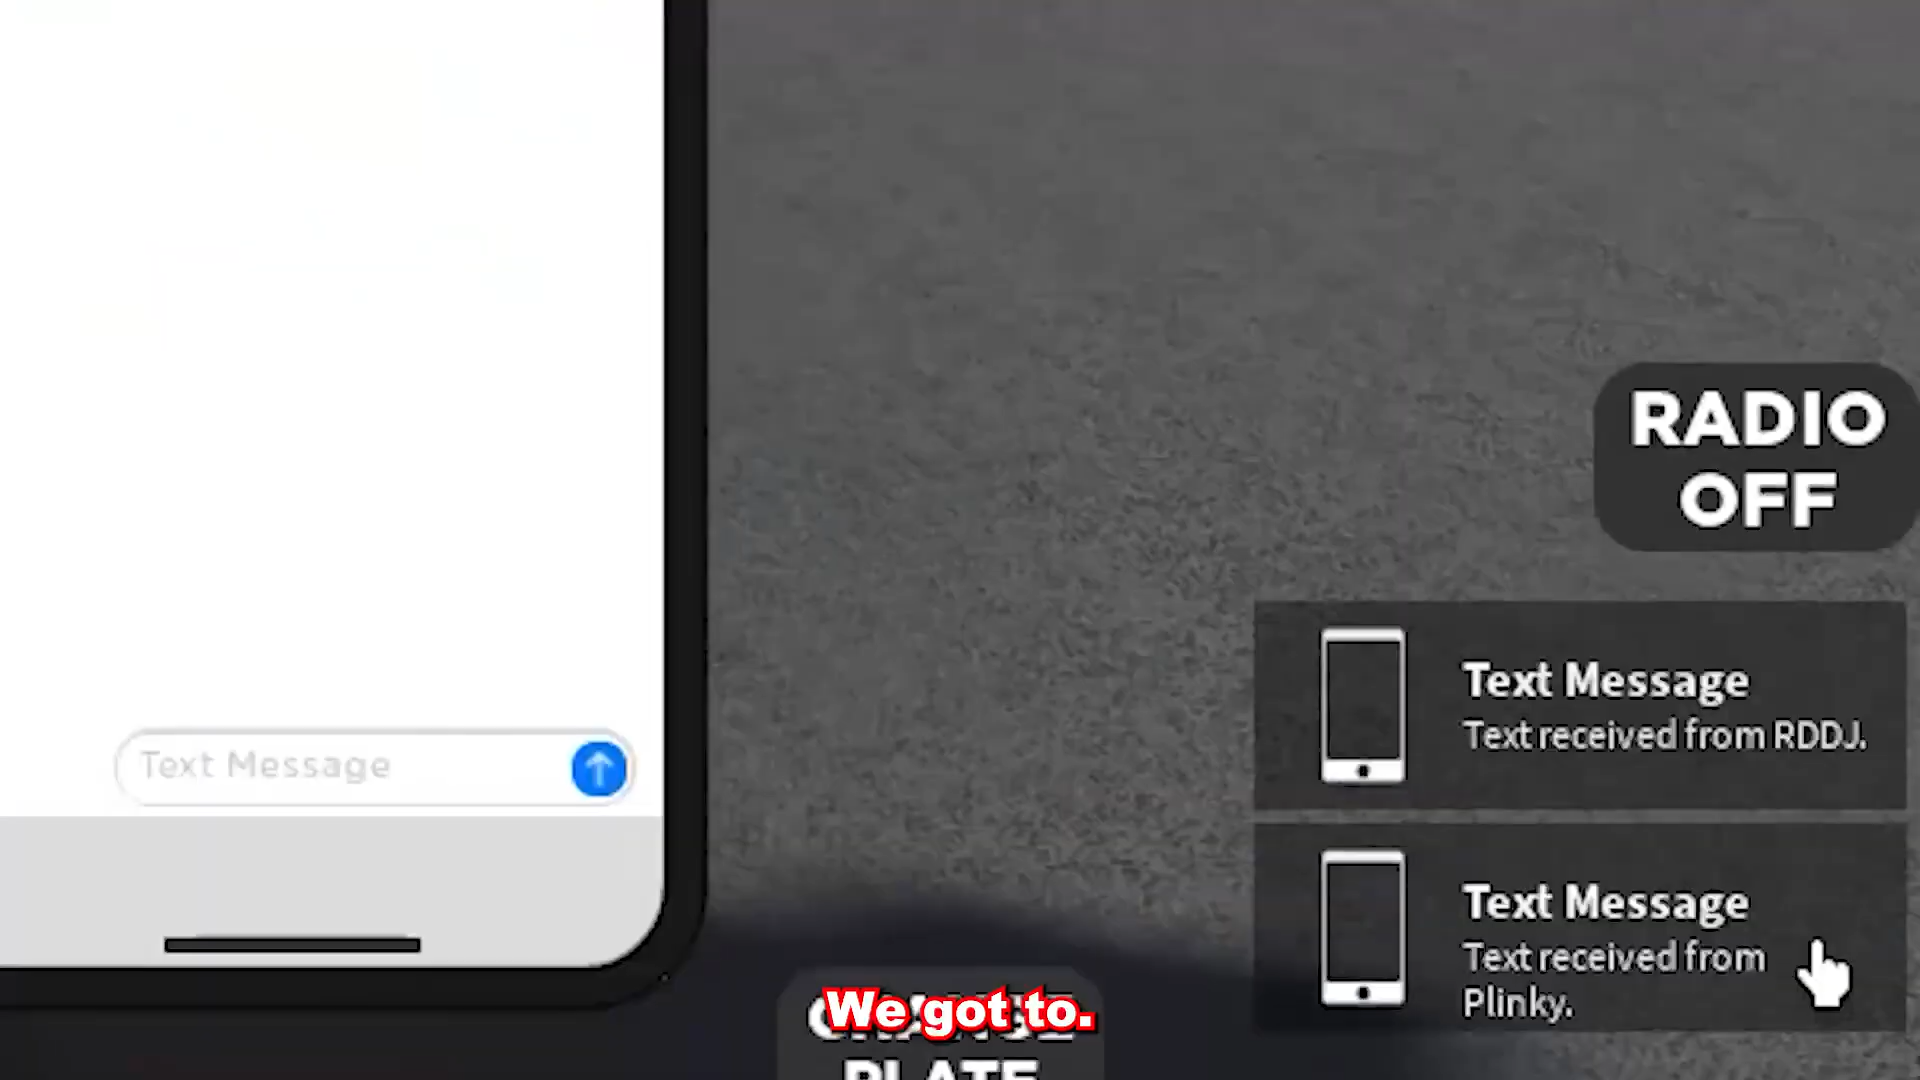 RADIO
OFF
Text Message
Text received from RDDJ.
Text Message
Text Message
Text received from
Plinky.
We got to.
PLATE